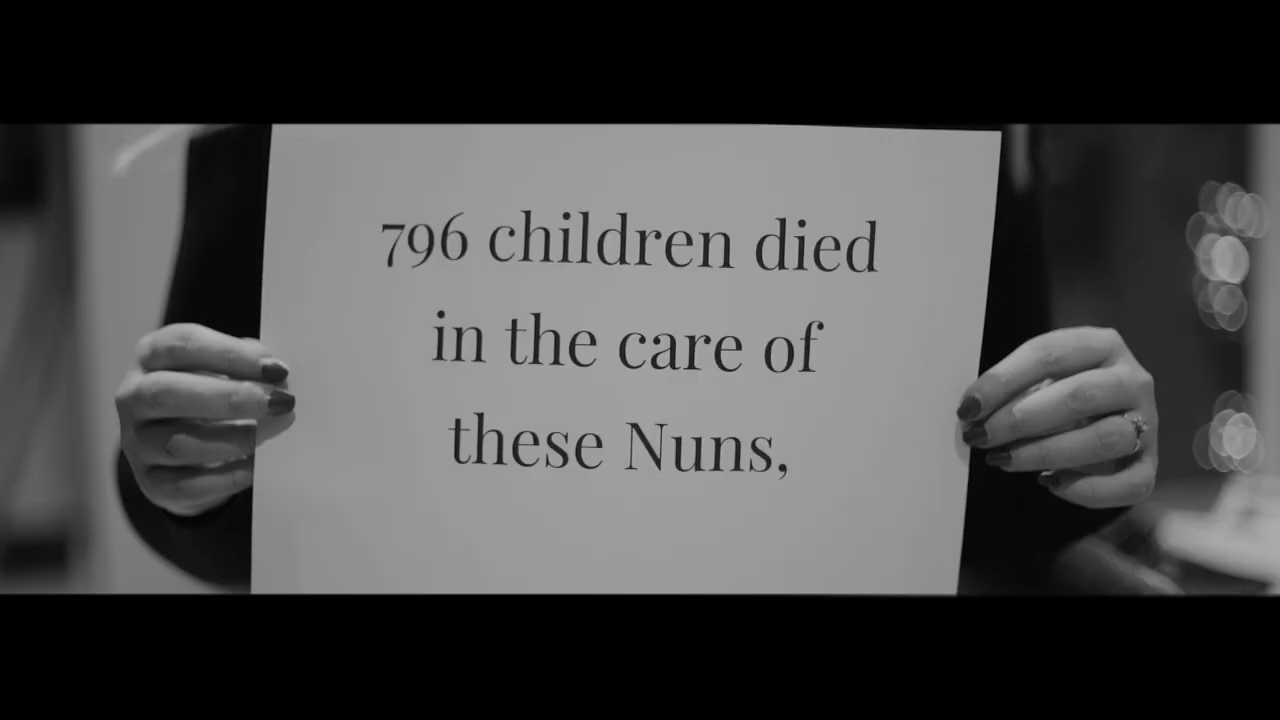 796 children died
in the care of
these Nuns,